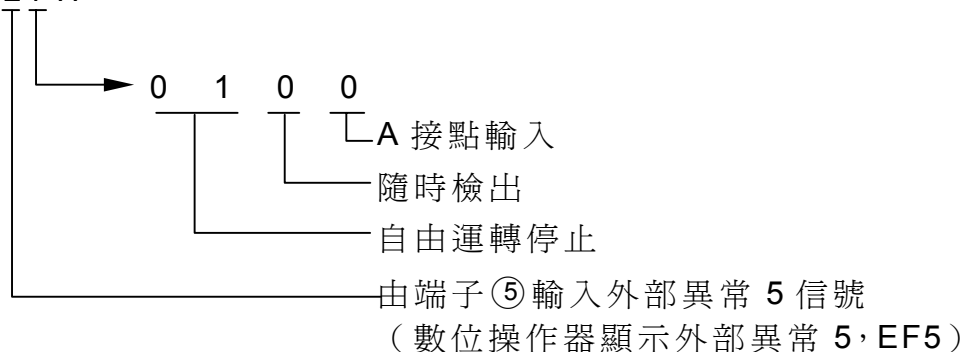 0 1 0 0
A 接點輸入
隨時檢出
自由運轉停止
由端子⑤輸入外部異常 5 信號
（數位操作器顯示外部異常 5，EF5）